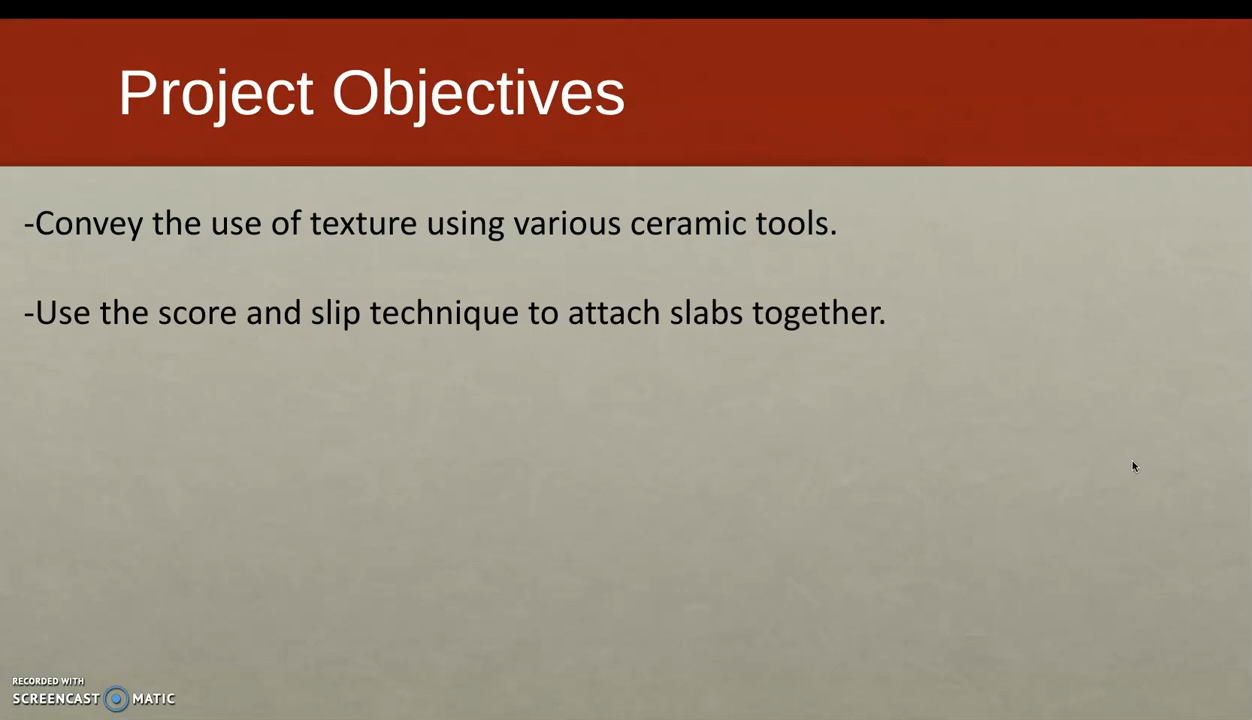 Project Objectives
-Convey the use of texture using various ceramic tools.
-Use the score and slip technique to attach slabs together.
RECORDED WITH
SCREENCAST MATIC